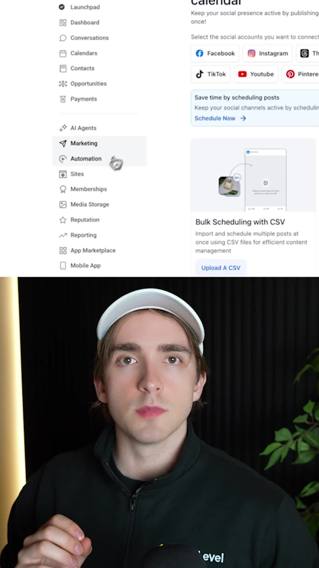 Launchpad
Dashboard
Conversations
Calendars
Contacts
Opportunities
Payments
AI Agents
Marketing
Automation
Sites
Memberships
Media Storage
Reputation
Reporting
App Marketplace
Mobile App
calendar
Keep your social presence active by publishing
once!
Select the social accounts you want to connect
Facebook
Instagram
Th
TikTok
Youtube
Pintere
Save time by scheduling posts
Keep your social channels active by scheduling
Schedule Now →
Bulk Scheduling with CSV
Import and schedule multiple posts at
once using CSV files for efficient content
management
Upload A CSV
level